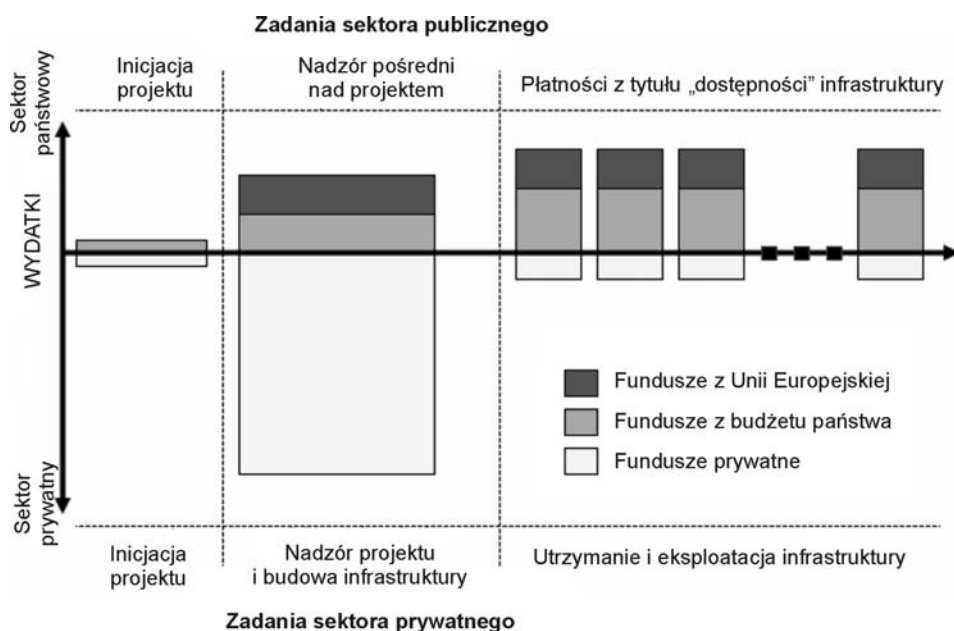 Zadania sektora publicznego
Inicjacja
projektu
Nadzór pośredni
nad projektem
Płatności z tytułu „dostępności” infrastruktury
Sektor
państwowy
WYDATKI
Sektor
prywatny
Fundusze z Unii Europejskiej
Fundusze z budżetu państwa
Fundusze prywatne
Inicjacja
projektu
Nadzór projektu
i budowa infrastruktury
Utrzymanie i eksploatacja infrastruktury
Zadania sektora prywatnego